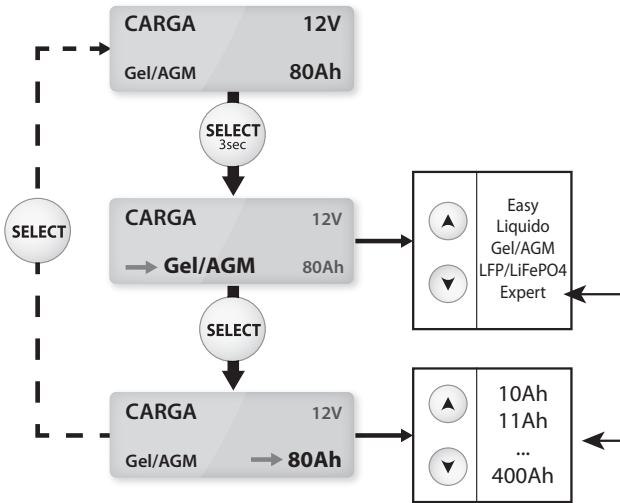 CARGA 12V
Gel/AGM 80Ah
SELECT
3sec
CARGA 12V
Gel/AGM 80Ah
Easy
Liquido
Gel/AGM
LFP/LiFePO4
Expert
SELECT
SELECT
CARGA 12V
Gel/AGM 80Ah
10Ah
11Ah
...
400Ah